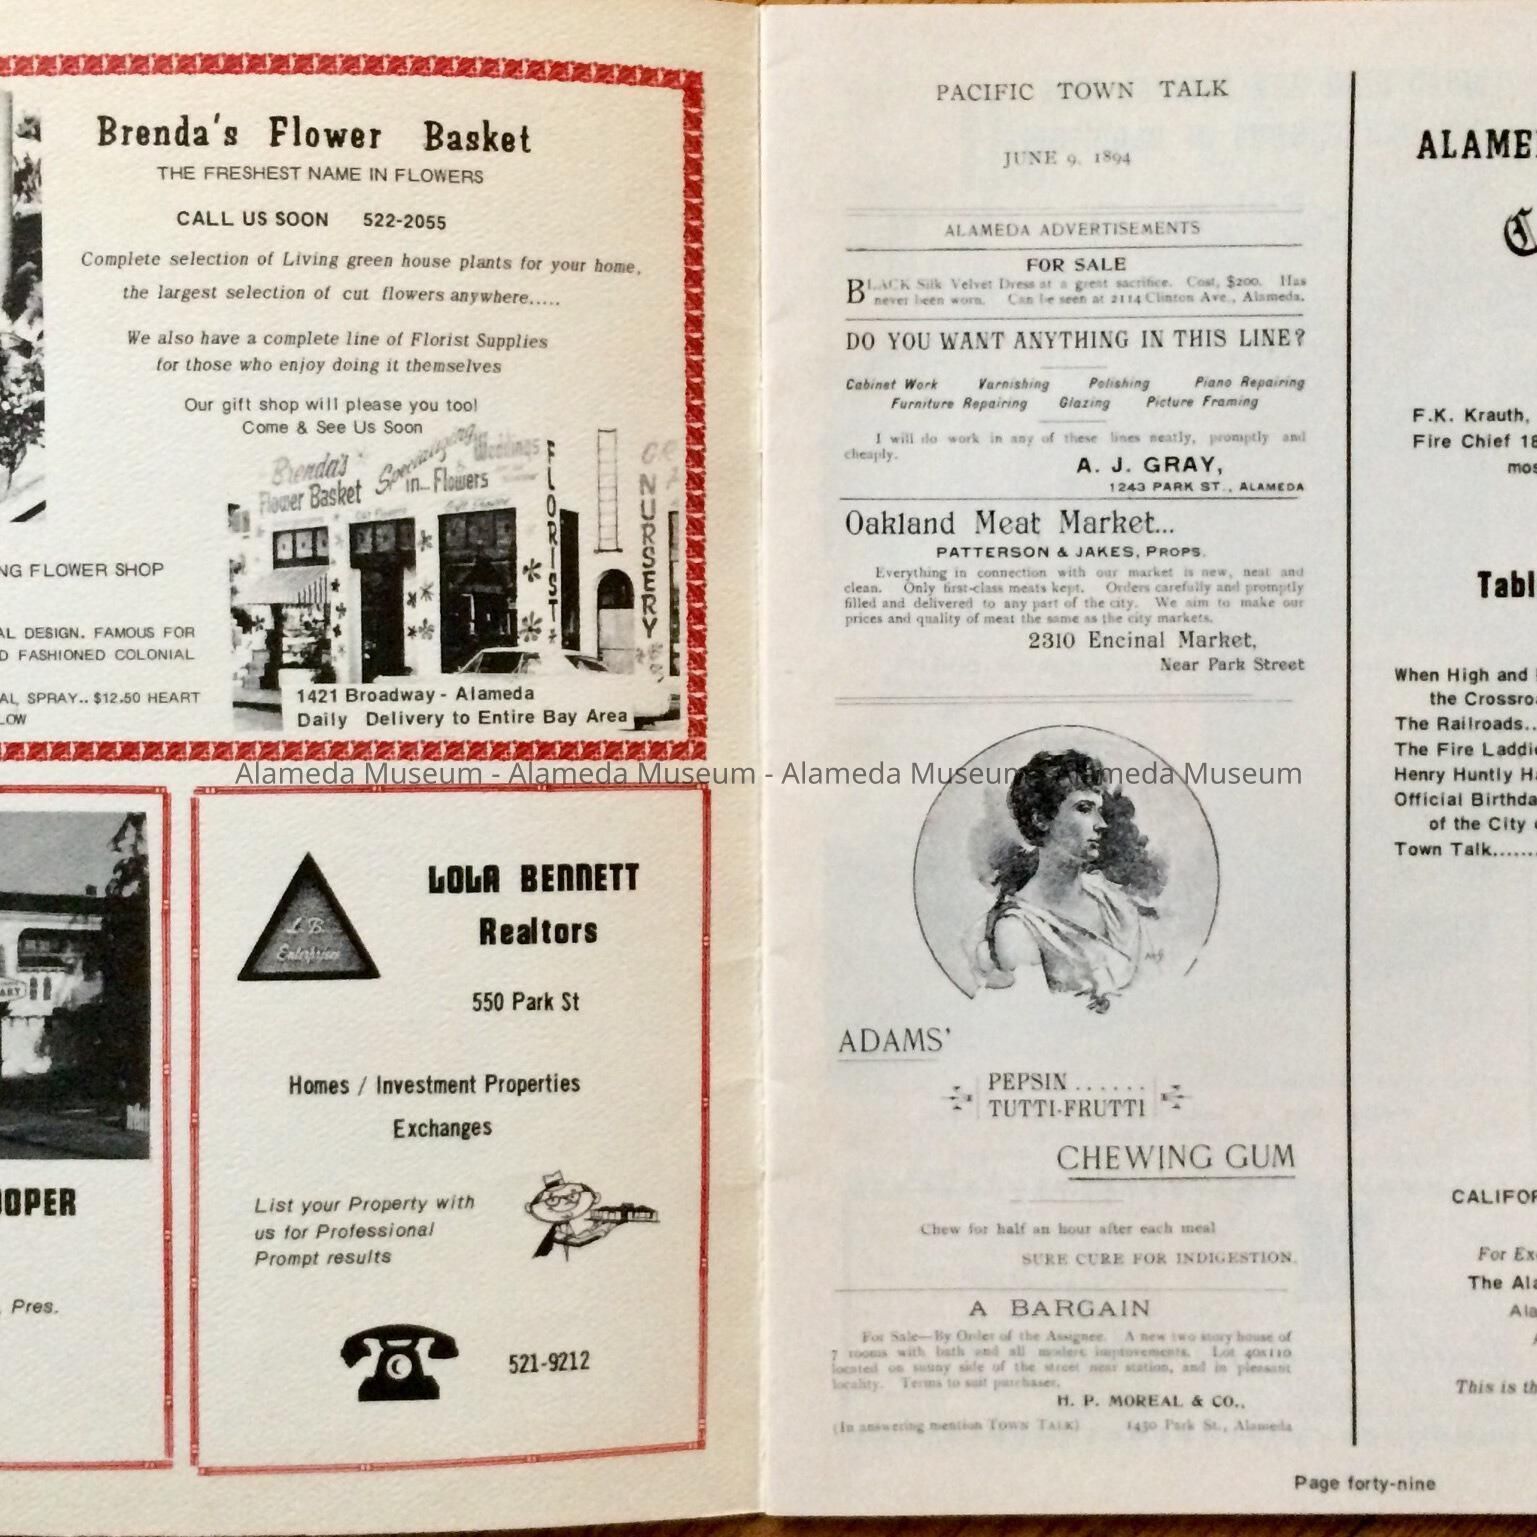 Brenda's Flower Basket
THE FRESHEST NAME IN FLOWERS
CALL US SOON 522-2055
Complete selection of Living green house plants for your home,
the largest selection of cut flowers anywhere.....
We also have a complete line of Florist Supplies
for those who enjoy doing it themselves
Our gift shop will please you too!
Come & See Us Soon
Brenda's
Flower Basket
Specializing
in... Flowers
Weddings
FLORIST
NURSERY
1421 Broadway - Alameda
Daily Delivery to Entire Bay Area
NG FLOWER SHOP
AL DESIGN. FAMOUS FOR
D FASHIONED COLONIAL
AL SPRAY.. $12.50 HEART
LOW
OOPER
, Pres.
L B
Enterprises
LOLA BENNETT
Realtors
550 Park St
Homes / Investment Properties
Exchanges
List your Property with
us for Professional
Prompt results
521-9212
PACIFIC TOWN TALK
JUNE 9, 1894
ALAMEDA ADVERTISEMENTS
FOR SALE
BLACK Silk Velvet Dress at a great sacrifice. Cost, $200. Has
never been worn. Can be seen at 2114 Clinton Ave., Alameda.
DO YOU WANT ANYTHING IN THIS LINE?
Cabinet Work Varnishing Polishing Piano Repairing
Furniture Repairing Glazing Picture Framing
I will do work in any of these lines neatly, promptly and
cheaply.
A. J. GRAY,
1243 PARK ST., ALAMEDA
Oakland Meat Market...
PATTERSON & JAKES, PROPS.
Everything in connection with our market is new, neat and
clean. Only first-class meats kept. Orders carefully and promptly
filled and delivered to any part of the city. We aim to make our
prices and quality of meat the same as the city markets.
2310 Encinal Market,
Near Park Street
Alameda Museum - Alameda Museum - Alameda Museum - Alameda Museum
ADAMS'
PEPSIN ......
TUTTI-FRUTTI
CHEWING GUM
Chew for half an hour after each meal
SURE CURE FOR INDIGESTION.
A BARGAIN
For Sale—By Order of the Assignee. A new two story house of
7 rooms with bath and all modern improvements. Lot 40x110
located on sunny side of the street near station, and in pleasant
locality. Terms to suit purchaser.
H. P. MOREAL & CO.,
(In answering mention TOWN TALK) 1430 Park St., Alameda
Page forty-nine
ALAME
C
F.K. Krauth,
Fire Chief 18
mos
Tabl
When High and
the Crossro
The Railroads..
The Fire Laddie
Henry Huntly Ha
Official Birthda
of the City
Town Talk......
CALIFOR
For Ex
The Ala
Ala
This is th